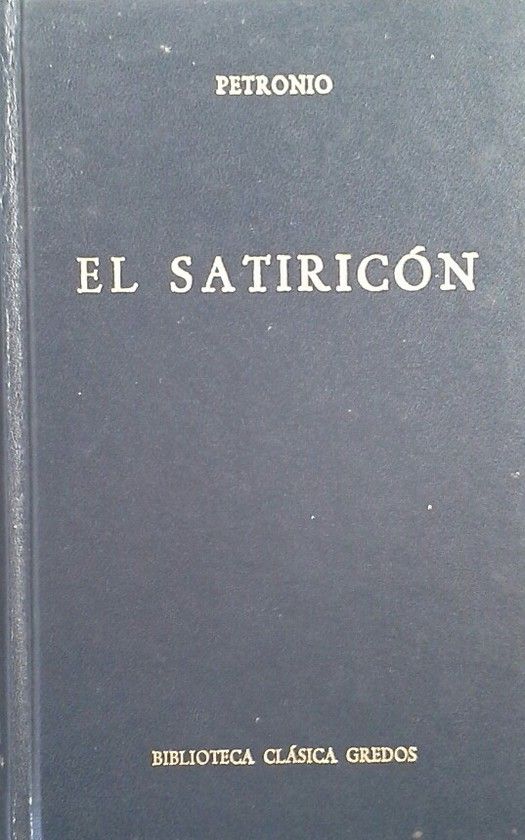 PETRONIO
EL SATIRICÓN
BIBLIOTECA CLÁSICA GREDOS